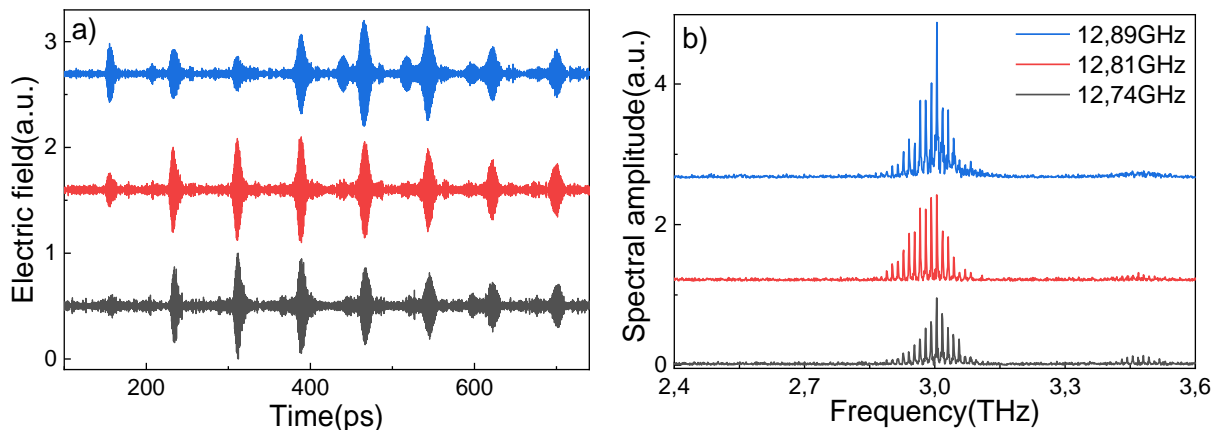 a)
Electric field(a.u.)
3
2
1
0
200
400
600
Time(ps)
b)
12,89GHz
12,81GHz
12,74GHz
Spectral amplitude(a.u.)
4
2
0
2,4
2,7
3,0
3,3
3,6
Frequency(THz)